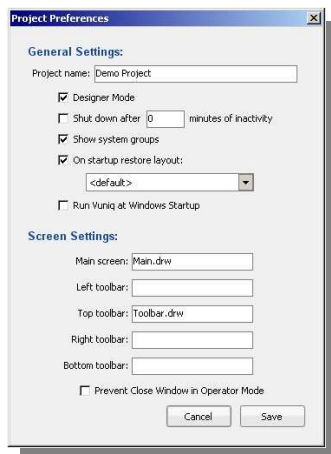 Project Preferences
General Settings:
Project name: Demo Project
Designer Mode
Shut down after 0 minutes of inactivity
Show system groups
On startup restore layout:
<default>
Run Vuniq at Windows Startup
Screen Settings:
Main screen: Main.drw
Left toolbar:
Top toolbar: Toolbar.drw
Right toolbar:
Bottom toolbar:
Prevent Close Window in Operator Mode
Cancel Save